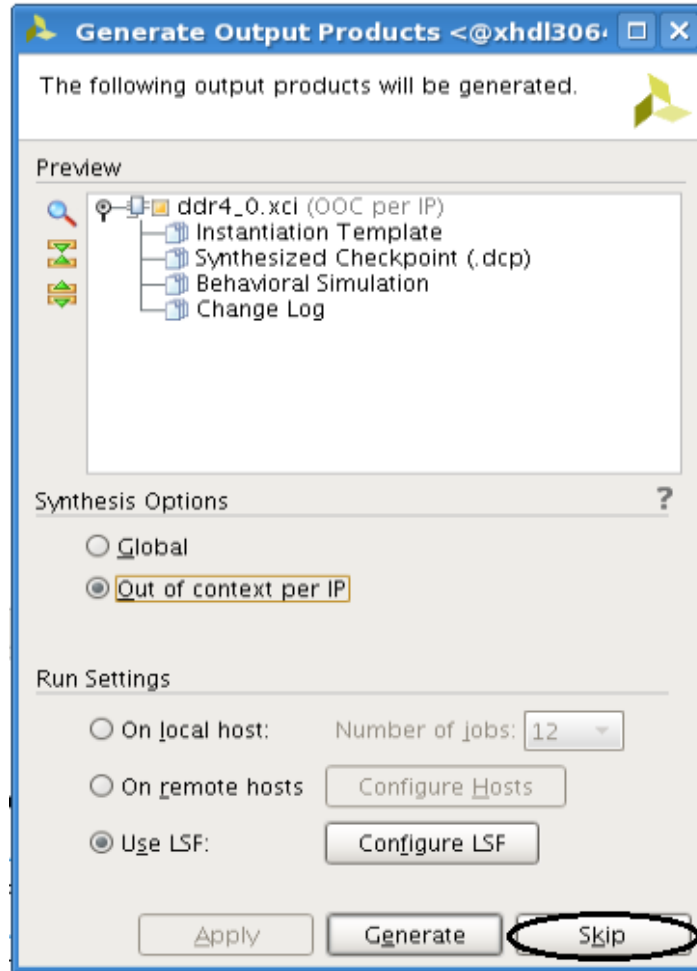 Generate Output Products <@xhdl306
The following output products will be generated.
Preview
ddr4_0.xci (OOC per IP)
Instantiation Template
Synthesized Checkpoint (.dcp)
Behavioral Simulation
Change Log
Synthesis Options
?
Global
Out of context per IP
Run Settings
On local host: Number of jobs: 12
On remote hosts Configure Hosts
Use LSF: Configure LSF
Apply Generate Skip